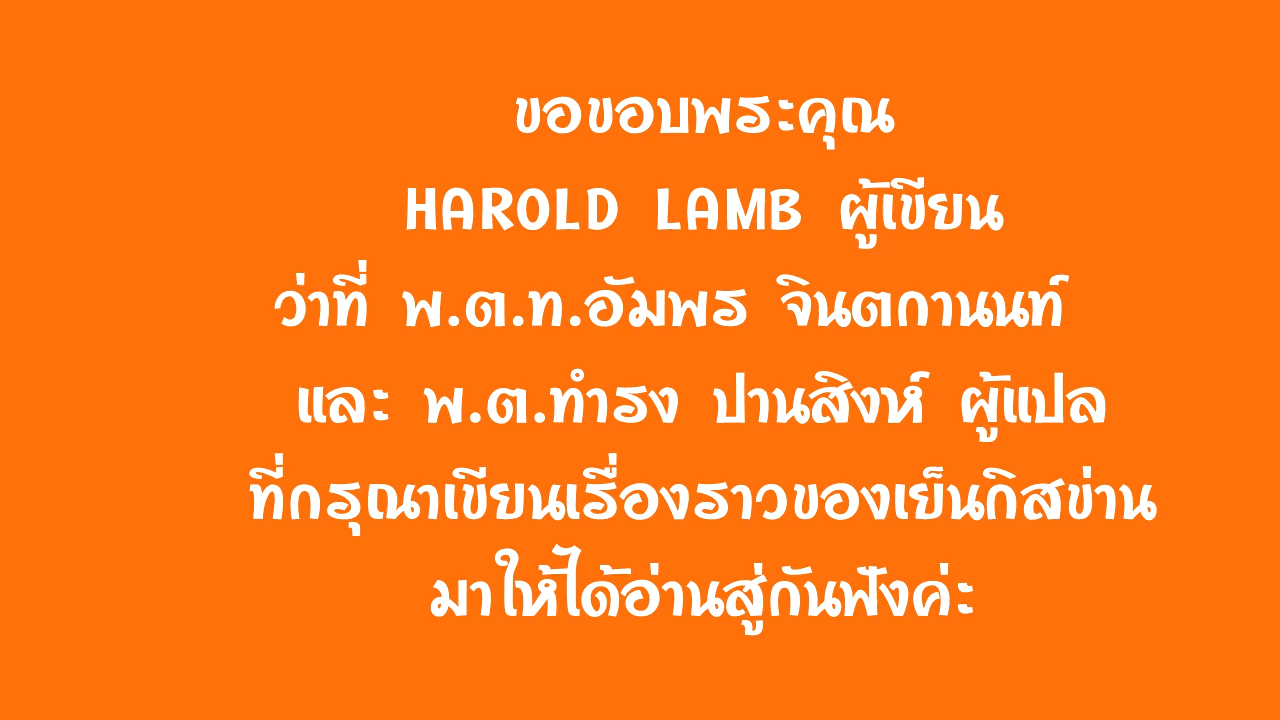 ขอขอบพระคุณ
HAROLD LAMB ผู้เขียน
ว่าที่ พ.ต.ท.อัมพร จินตกานนท์
และ พ.ต.ทำรง ปานสิงห์ ผู้แปล
ที่กรุณาเขียนเรื่องราวของเย็นกิสข่าน
มาให้ได้อ่านสู่กันฟังค่ะ